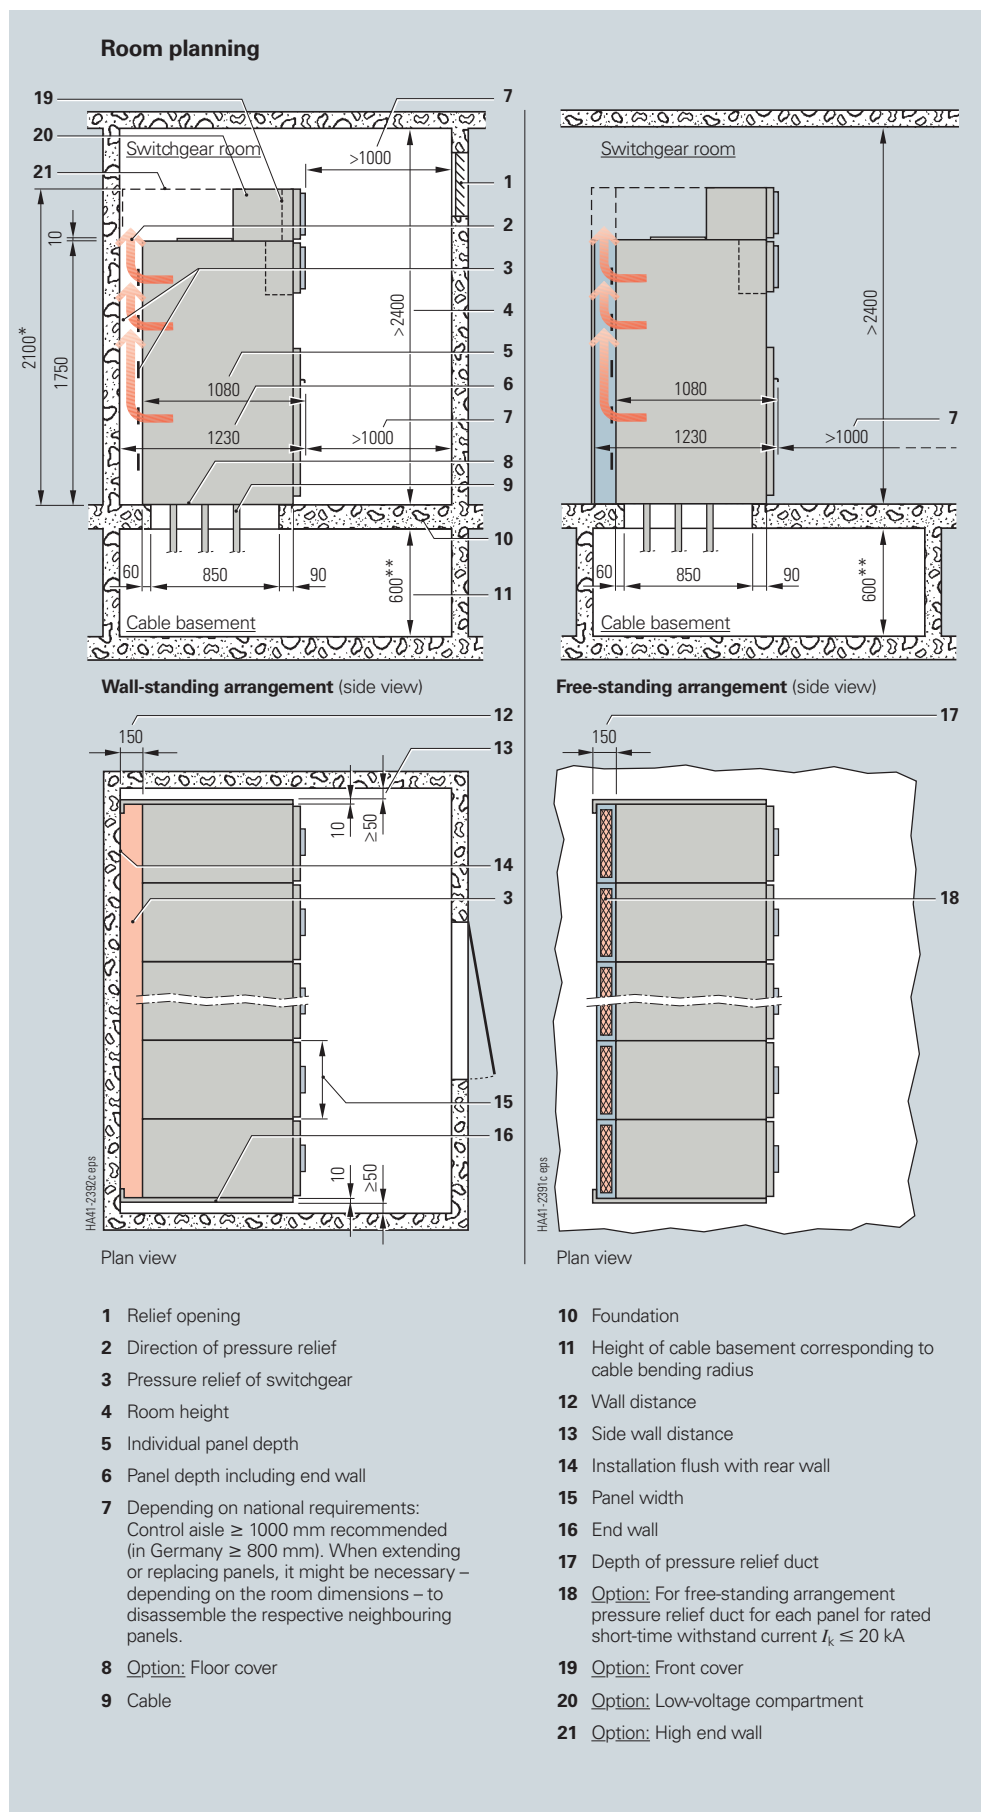 Room planning
19
7
20
Switchgear room
>1000
21
1
2
10
3
>2400
4
2100*
1750
5
1080
6
1230
>1000
7
8
9
10
60
850
90
600**
11
Cable basement
Wall-standing arrangement (side view)
Switchgear room
>2400
1080
1230
>1000
7
60
850
90
600**
Cable basement
Free-standing arrangement (side view)
12
150
13
10
≥50
14
3
15
16
10
≥50
HA41-2392c eps
Plan view
17
150
18
HA41-2391c eps
Plan view
1 Relief opening
2 Direction of pressure relief
3 Pressure relief of switchgear
4 Room height
5 Individual panel depth
6 Panel depth including end wall
7 Depending on national requirements:
Control aisle ≥ 1000 mm recommended
(in Germany ≥ 800 mm). When extending
or replacing panels, it might be necessary –
depending on the room dimensions – to
disassemble the respective neighbouring
panels.
8 Option: Floor cover
9 Cable
10 Foundation
11 Height of cable basement corresponding to
cable bending radius
12 Wall distance
13 Side wall distance
14 Installation flush with rear wall
15 Panel width
16 End wall
17 Depth of pressure relief duct
18 Option: For free-standing arrangement
pressure relief duct for each panel for rated
short-time withstand current Ik ≤ 20 kA
19 Option: Front cover
20 Option: Low-voltage compartment
21 Option: High end wall